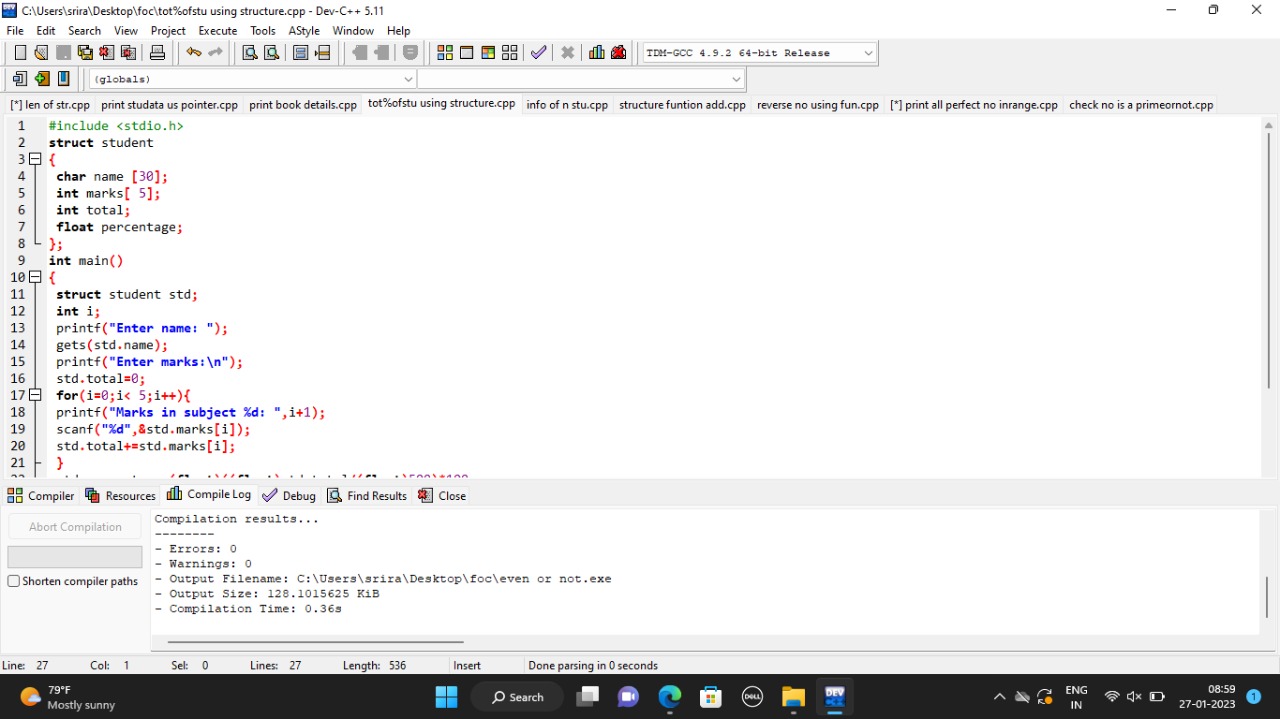 C:\Users\srira\Desktop\foc\tot%ofstu using structure.cpp - Dev-C++ 5.11
File Edit Search View Project Execute Tools AStyle Window Help
TDM-GCC 4.9.2 64-bit Release
(globals)
[*] len of str.cpp print studata us pointer.cpp print book details.cpp tot%ofstu using structure.cpp info of n stu.cpp structure funtion add.cpp reverse no using fun.cpp [*] print all perfect no inrange.cpp check no is a primeornot.cpp
1 #include <stdio.h>
2 struct student
3 {
4 char name [30];
5 int marks[ 5];
6 int total;
7 float percentage;
8 };
9 int main()
10 {
11 struct student std;
12 int i;
13 printf("Enter name: ");
14 gets(std.name);
15 printf("Enter marks:\n");
16 std.total=0;
17 for(i=0;i< 5;i++){
18 printf("Marks in subject %d: ",i+1);
19 scanf("%d",&std.marks[i]);
20 std.total+=std.marks[i];
21 }
Compiler Resources Compile Log Debug Find Results Close
Abort Compilation
Shorten compiler paths
Compilation results...
--------
- Errors: 0
- Warnings: 0
- Output Filename: C:\Users\srira\Desktop\foc\even or not.exe
- Output Size: 128.1015625 KiB
- Compilation Time: 0.36s
Line: 27 Col: 1 Sel: 0 Lines: 27 Length: 536 Insert Done parsing in 0 seconds
79°F
Mostly sunny
Search
DELL
DEV
ENG
IN
08:59
27-01-2023
1